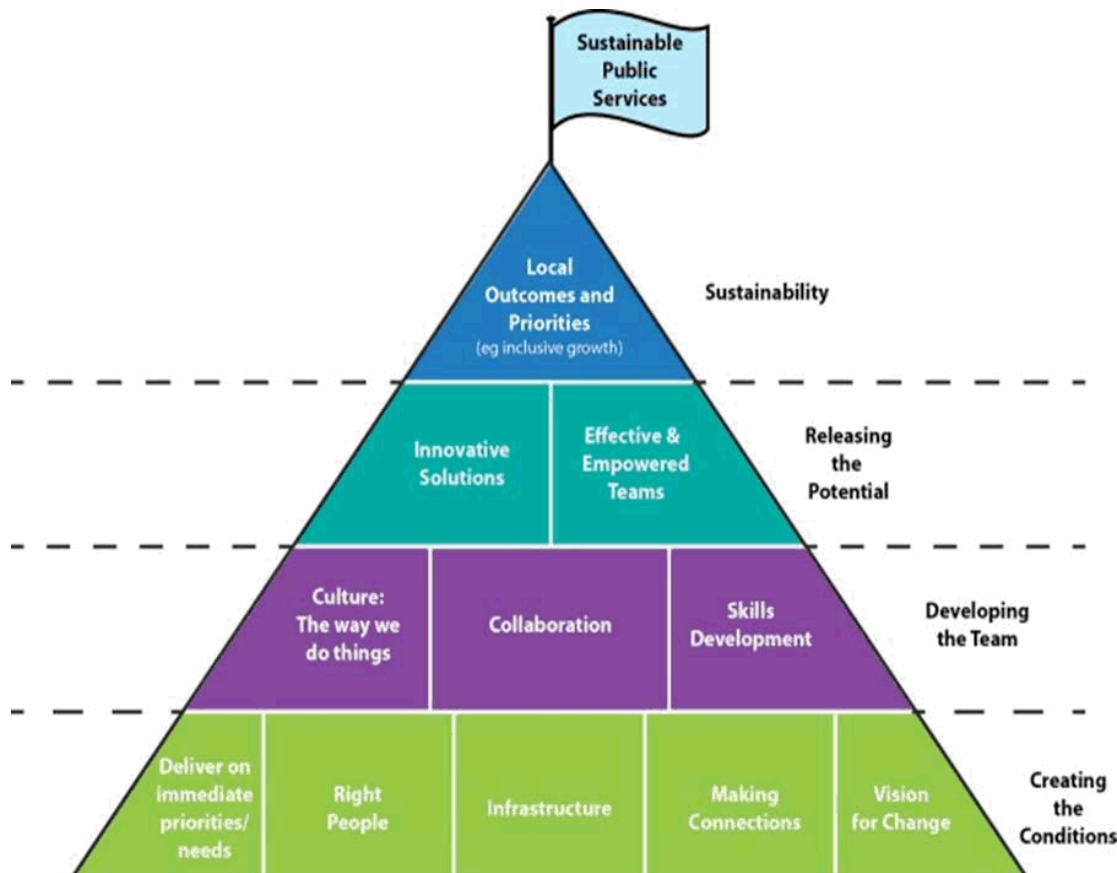 Sustainable
Public
Services
Local
Outcomes and
Priorities
(eg inclusive growth)
Sustainability
Innovative
Solutions
Effective &
Empowered
Teams
Releasing
the
Potential
Culture:
The way we
do things
Collaboration
Skills
Development
Developing
the Team
Deliver on
immediate
priorities/
needs
Right
People
Infrastructure
Making
Connections
Vision
for Change
Creating
the
Conditions